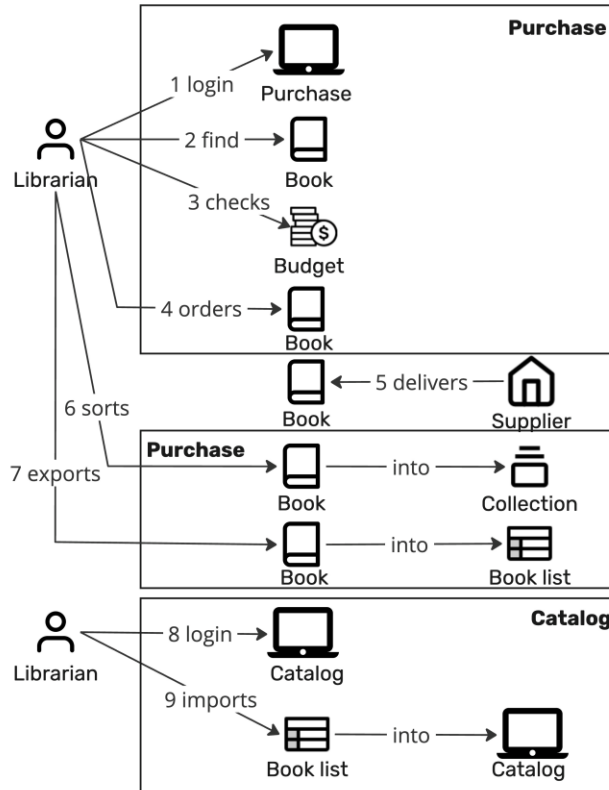 Purchase
1 login
Purchase
2 find
Librarian
Book
3 checks
$
Budget
4 orders
Book
5 delivers
6 sorts
Book
Supplier
Purchase
7 exports
into
Book
Collection
into
Book
Book list
Catalog
8 login
Librarian
Catalog
9 imports
into
Book list
Catalog